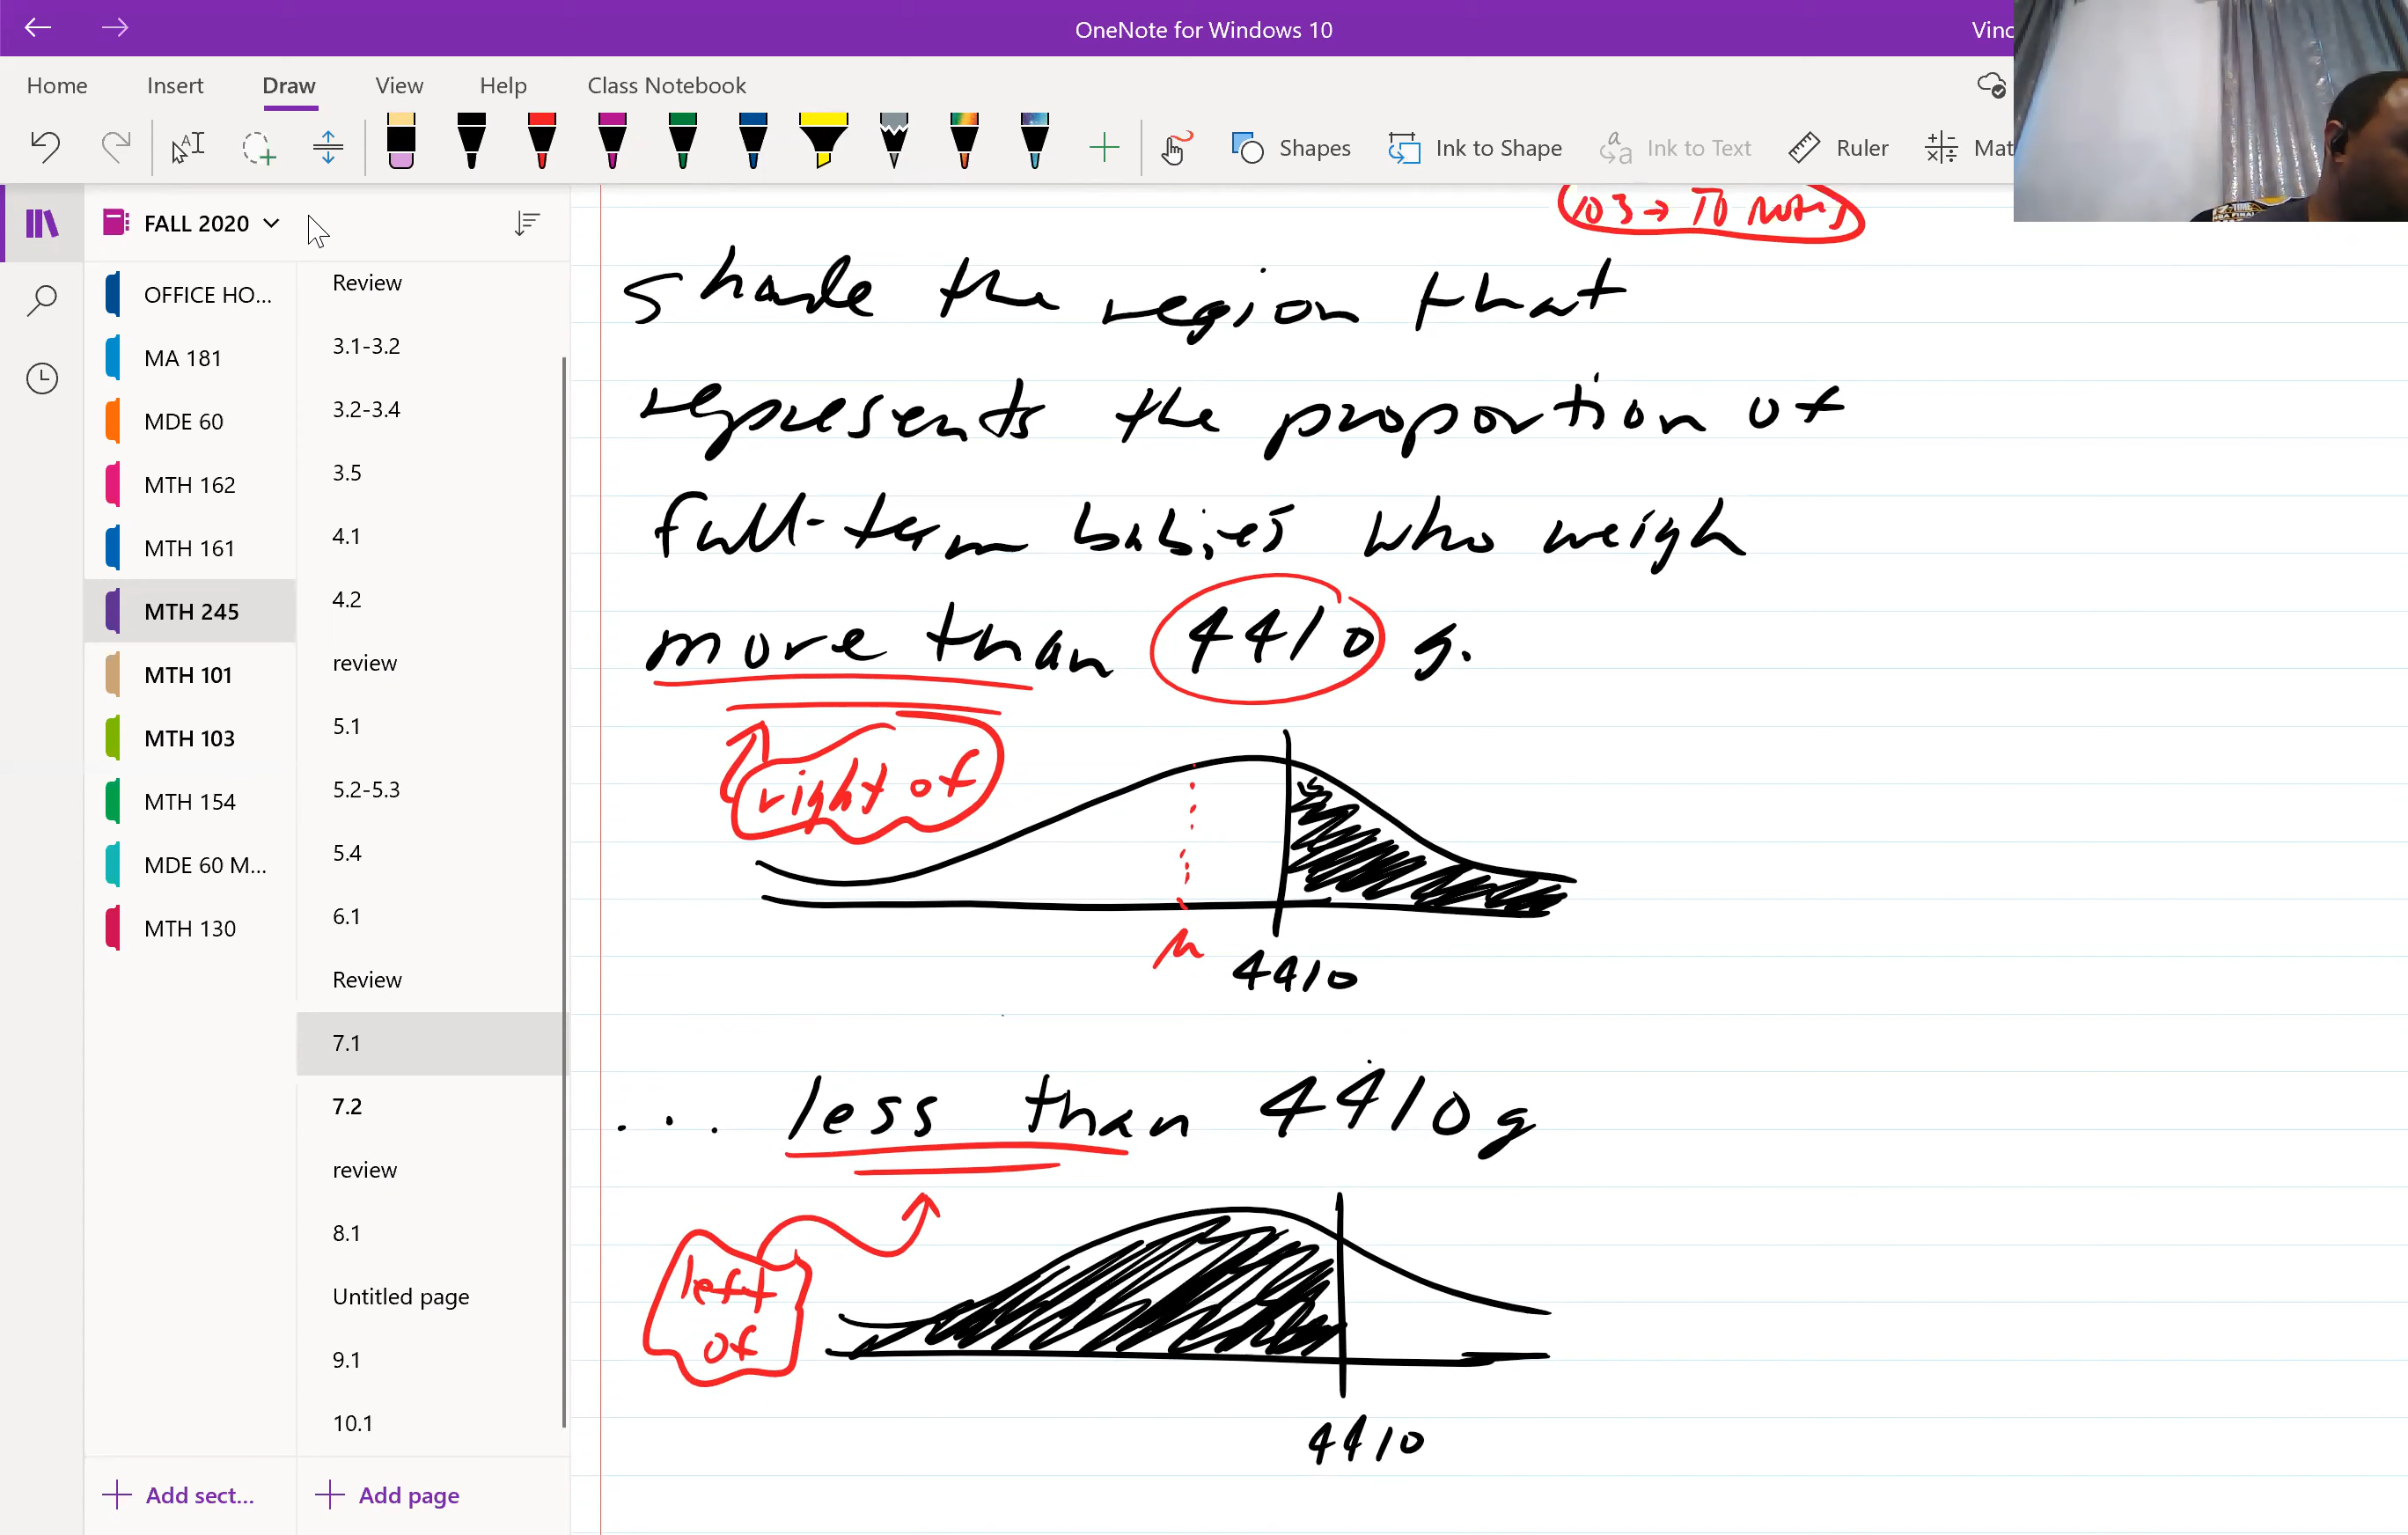 OneNote for Windows 10
Vinc
Home Insert Draw View Help Class Notebook
Shapes Ink to Shape Ink to Text Ruler Mat
FALL 2020
OFFICE HO...
MA 181
MDE 60
MTH 162
MTH 161
MTH 245
MTH 101
MTH 103
MTH 154
MDE 60 M...
MTH 130
Add sect...
Review
3.1-3.2
3.2-3.4
3.5
4.1
4.2
review
5.1
5.2-5.3
5.4
6.1
Review
7.1
7.2
review
8.1
Untitled page
9.1
10.1
Add page
shade the region that
represents the proportion of
full-term babies who weigh
more than 4410 g.
right of
μ
4410
... less than 4410 g
left
of
4410